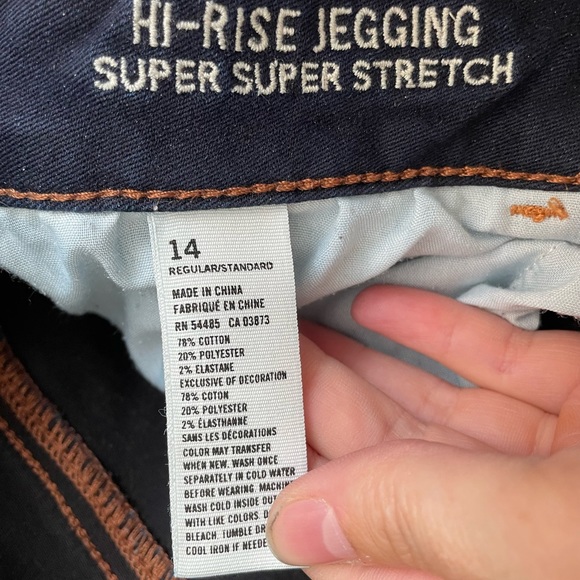 HI-RISE JEGGING
SUPER SUPER STRETCH
14
REGULAR/STANDARD
MADE IN CHINA
FABRIQUÉ EN CHINE
RN 54485 CA 03873
78% COTTON
20% POLYESTER
2% ELASTANE
EXCLUSIVE OF DECORATION
78% COTON
20% POLYESTER
2% ÉLASTHANNE
SANS LES DÉCORATIONS
COLOR MAY TRANSFER
WHEN NEW. WASH ONCE
SEPARATELY IN COLD WATER
BEFORE WEARING. MACHINE
WASH COLD INSIDE OUT
WITH LIKE COLORS.
BLEACH. TUMBLE
COOL IRON IF